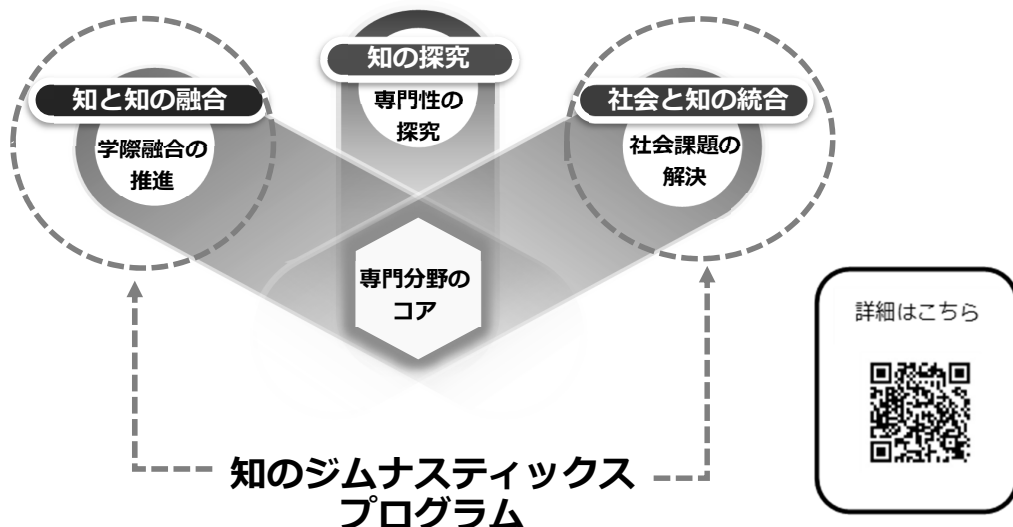 知と知の融合
学際融合の
推進
知の探究
専門性の
探究
社会と知の統合
社会課題の
解決
専門分野の
コア
詳細はこちら
知のジムナスティックス
プログラム